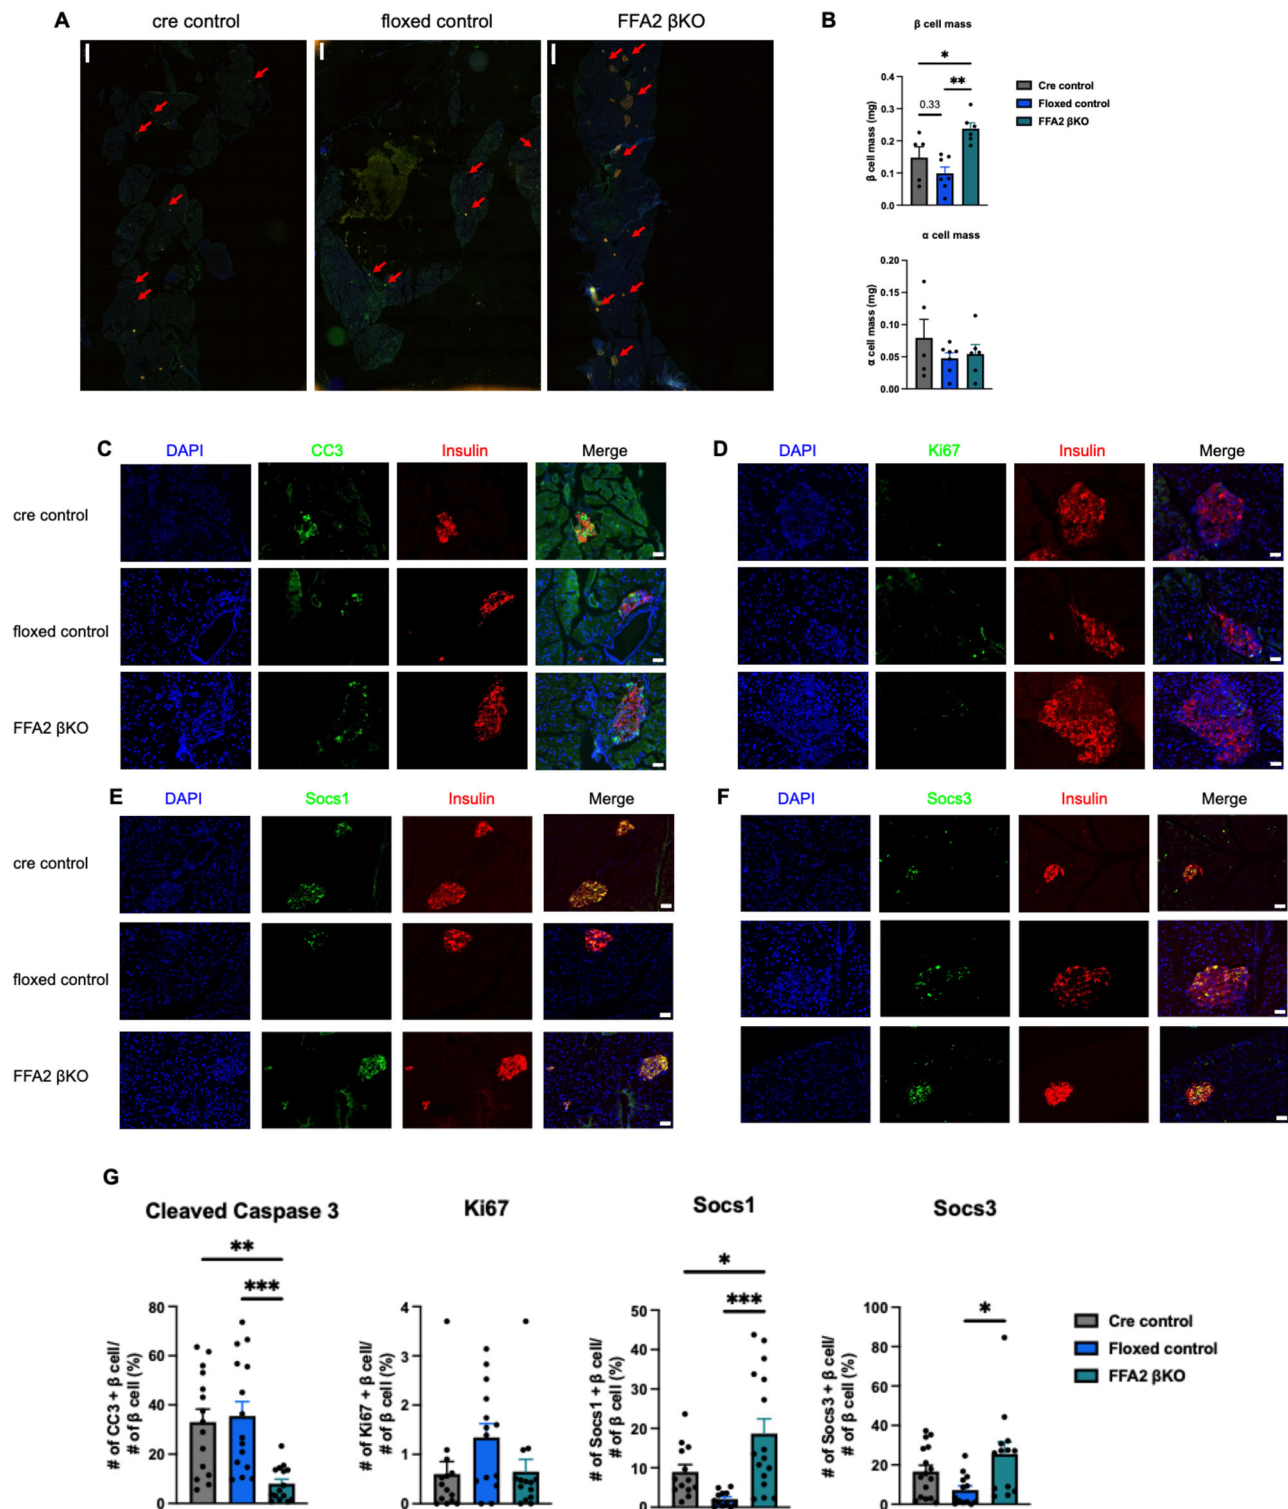 A
cre control
floxed control
FFA2 βKO
B
β cell mass
*
**
0.33
0.4
0.3
0.2
0.1
0.0
β cell mass (mg)
Cre control
Floxed control
FFA2 βKO
α cell mass
0.20
0.15
0.10
0.05
0.00
α cell mass (mg)
C
DAPI
CC3
Insulin
Merge
cre control
floxed control
FFA2 βKO
D
DAPI
Ki67
Insulin
Merge
E
DAPI
Socs1
Insulin
Merge
cre control
floxed control
FFA2 βKO
F
DAPI
Socs3
Insulin
Merge
G
Cleaved Caspase 3
**
***
80
60
40
20
0
# of CC3 + β cell/
# of β cell (%)
Ki67
4
3
2
1
0
# of Ki67 + β cell/
# of β cell (%)
Socs1
*
***
50
40
30
20
10
0
# of Socs1 + β cell/
# of β cell (%)
Socs3
*
100
80
60
40
20
0
# of Socs3 + β cell/
# of β cell (%)
Cre control
Floxed control
FFA2 βKO